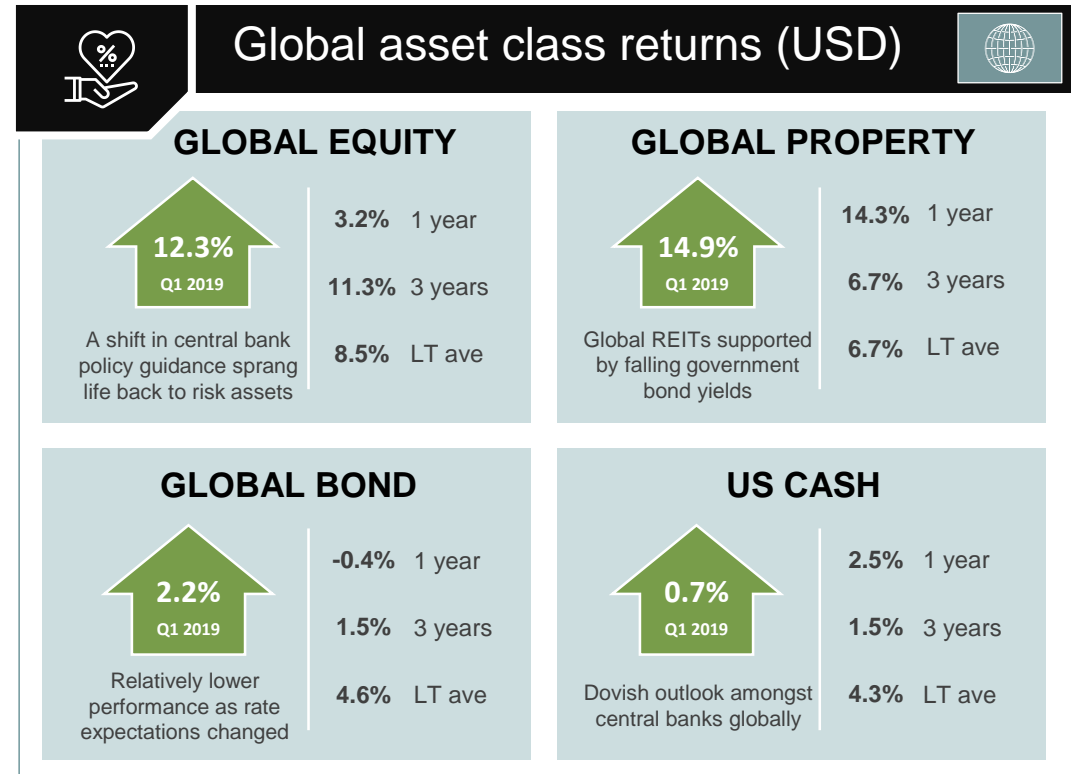 %
Global asset class returns (USD)
GLOBAL EQUITY
12.3%
Q1 2019
A shift in central bank
policy guidance sprang
life back to risk assets
3.2% 1 year
11.3% 3 years
8.5% LT ave
GLOBAL PROPERTY
14.9%
Q1 2019
Global REITs supported
by falling government
bond yields
14.3% 1 year
6.7% 3 years
6.7% LT ave
GLOBAL BOND
2.2%
Q1 2019
Relatively lower
performance as rate
expectations changed
-0.4% 1 year
1.5% 3 years
4.6% LT ave
US CASH
0.7%
Q1 2019
Dovish outlook amongst
central banks globally
2.5% 1 year
1.5% 3 years
4.3% LT ave